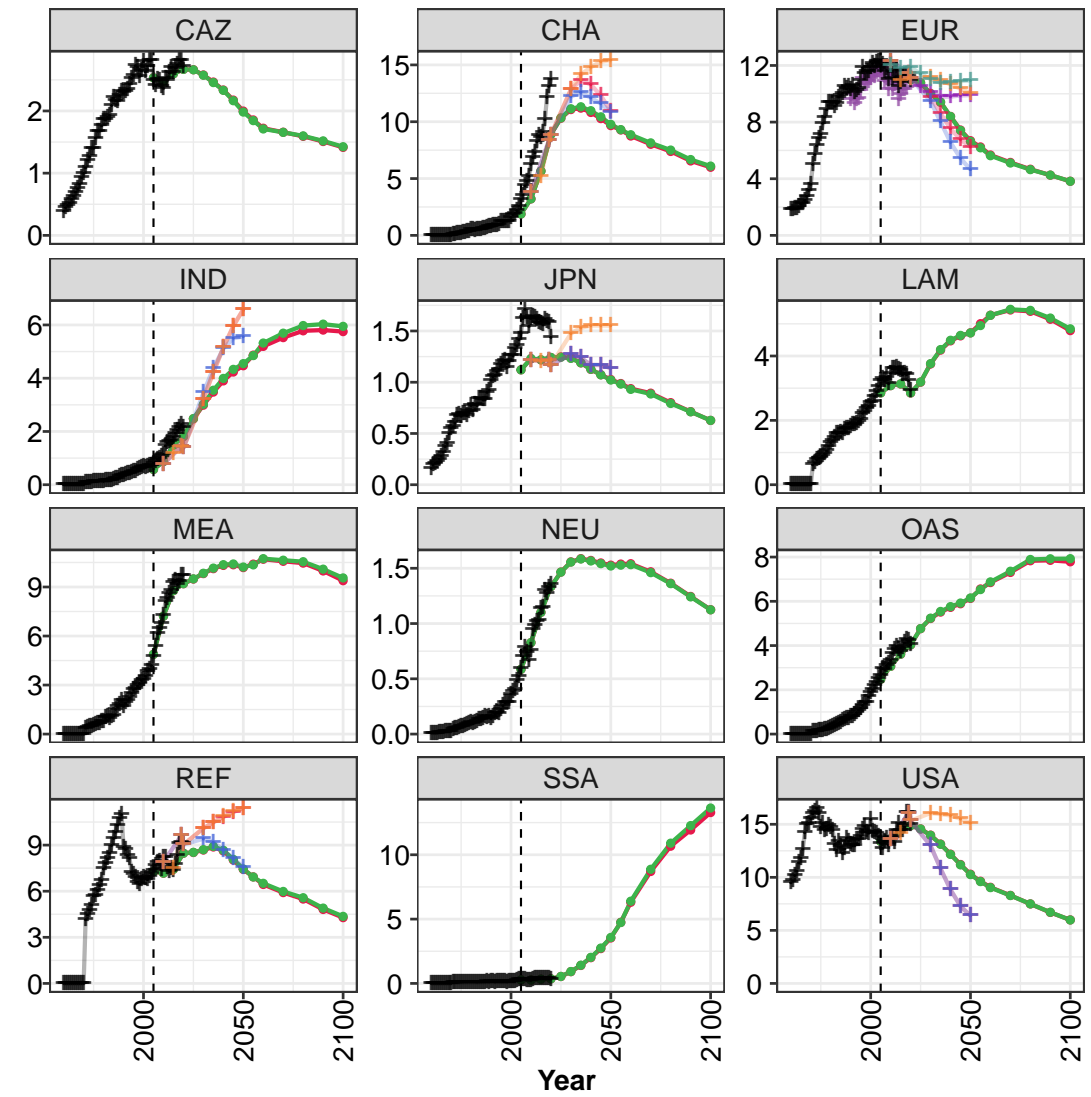 CAZ CHA EUR
0 1 2
0 5 10 15
0 4 8 12
IND JPN LAM
0 2 4 6
0.0 0.5 1.0 1.5
0 2 4
MEA NEU OAS
0 3 6 9
0.0 0.5 1.0 1.5
0 2 4 6 8
REF SSA USA
0 3 6 9
0 5 10
0 5 10 15
2000 2050 2100 2000 2050 2100 2000 2050 2100
Year